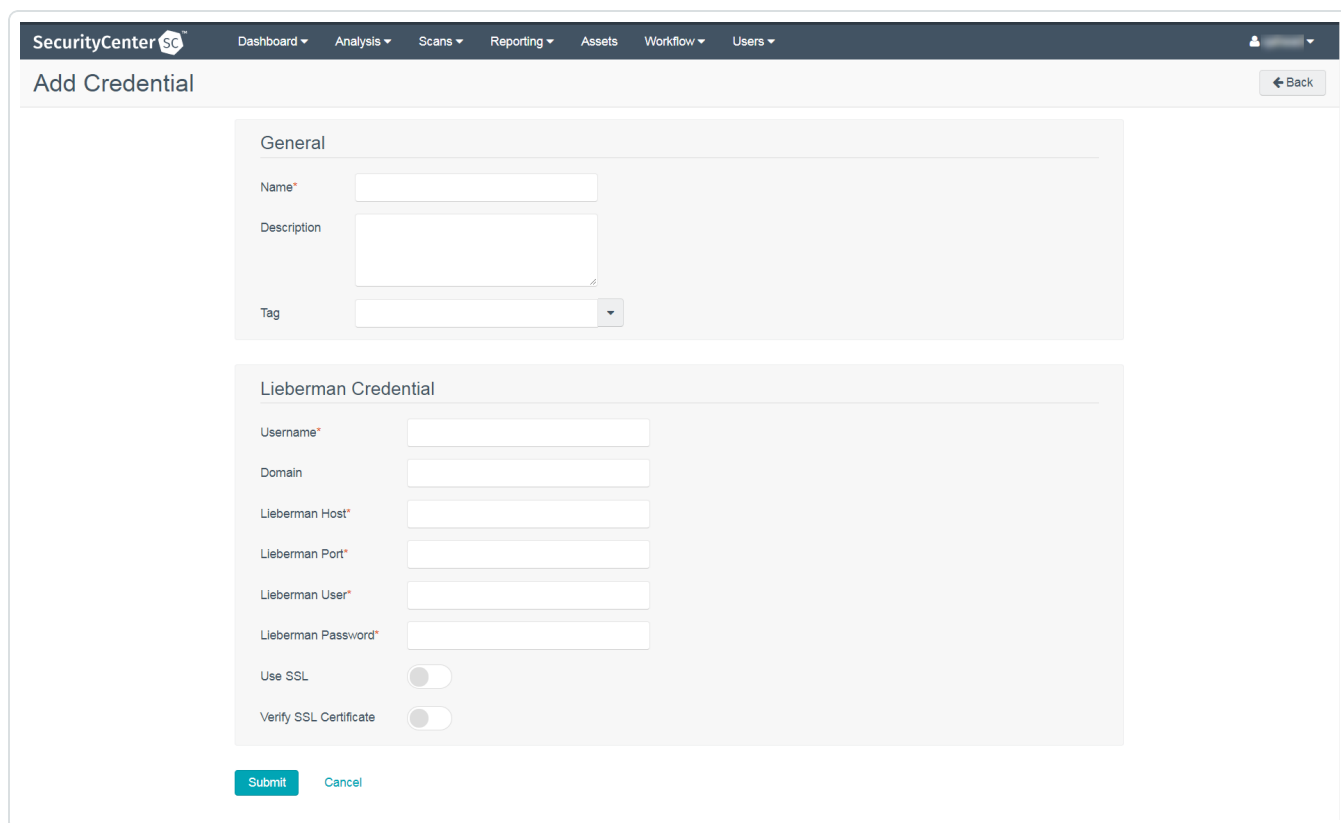 SecurityCenter SC™ Dashboard Analysis Scans Reporting Assets Workflow Users
Add Credential Back
General
Name*
Description
Tag
Lieberman Credential
Username*
Domain
Lieberman Host*
Lieberman Port*
Lieberman User*
Lieberman Password*
Use SSL
Verify SSL Certificate
Submit Cancel